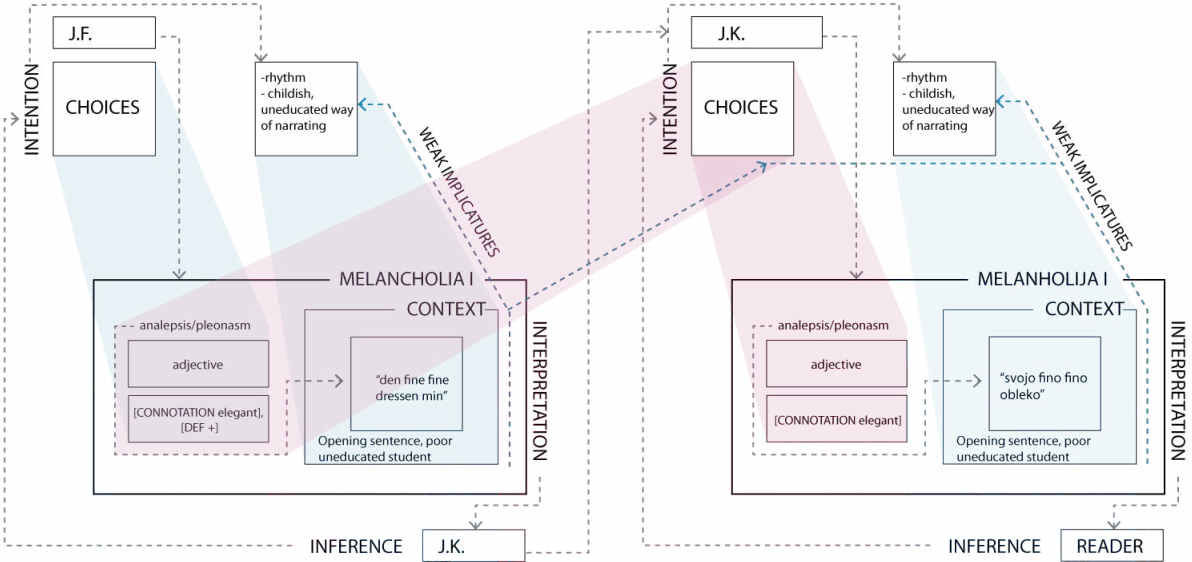 J.F.
INTENTION
CHOICES
-rhythm
- childish,
uneducated way
of narrating
WEAK IMPLICATURES
MELANCHOLIA I
CONTEXT
analepsis/pleonasm
adjective
[CONNOTATION elegant],
[DEF +]
“den fine fine
dressen min”
Opening sentence, poor
uneducated student
INTERPRETATION
INFERENCE
J.K.
J.K.
INTENTION
CHOICES
-rhythm
- childish,
uneducated way
of narrating
WEAK IMPLICATURES
MELANHOLIJA I
CONTEXT
analepsis/pleonasm
adjective
[CONNOTATION elegant]
“svojo fino fino
obleko”
Opening sentence, poor
uneducated student
INTERPRETATION
INFERENCE
READER